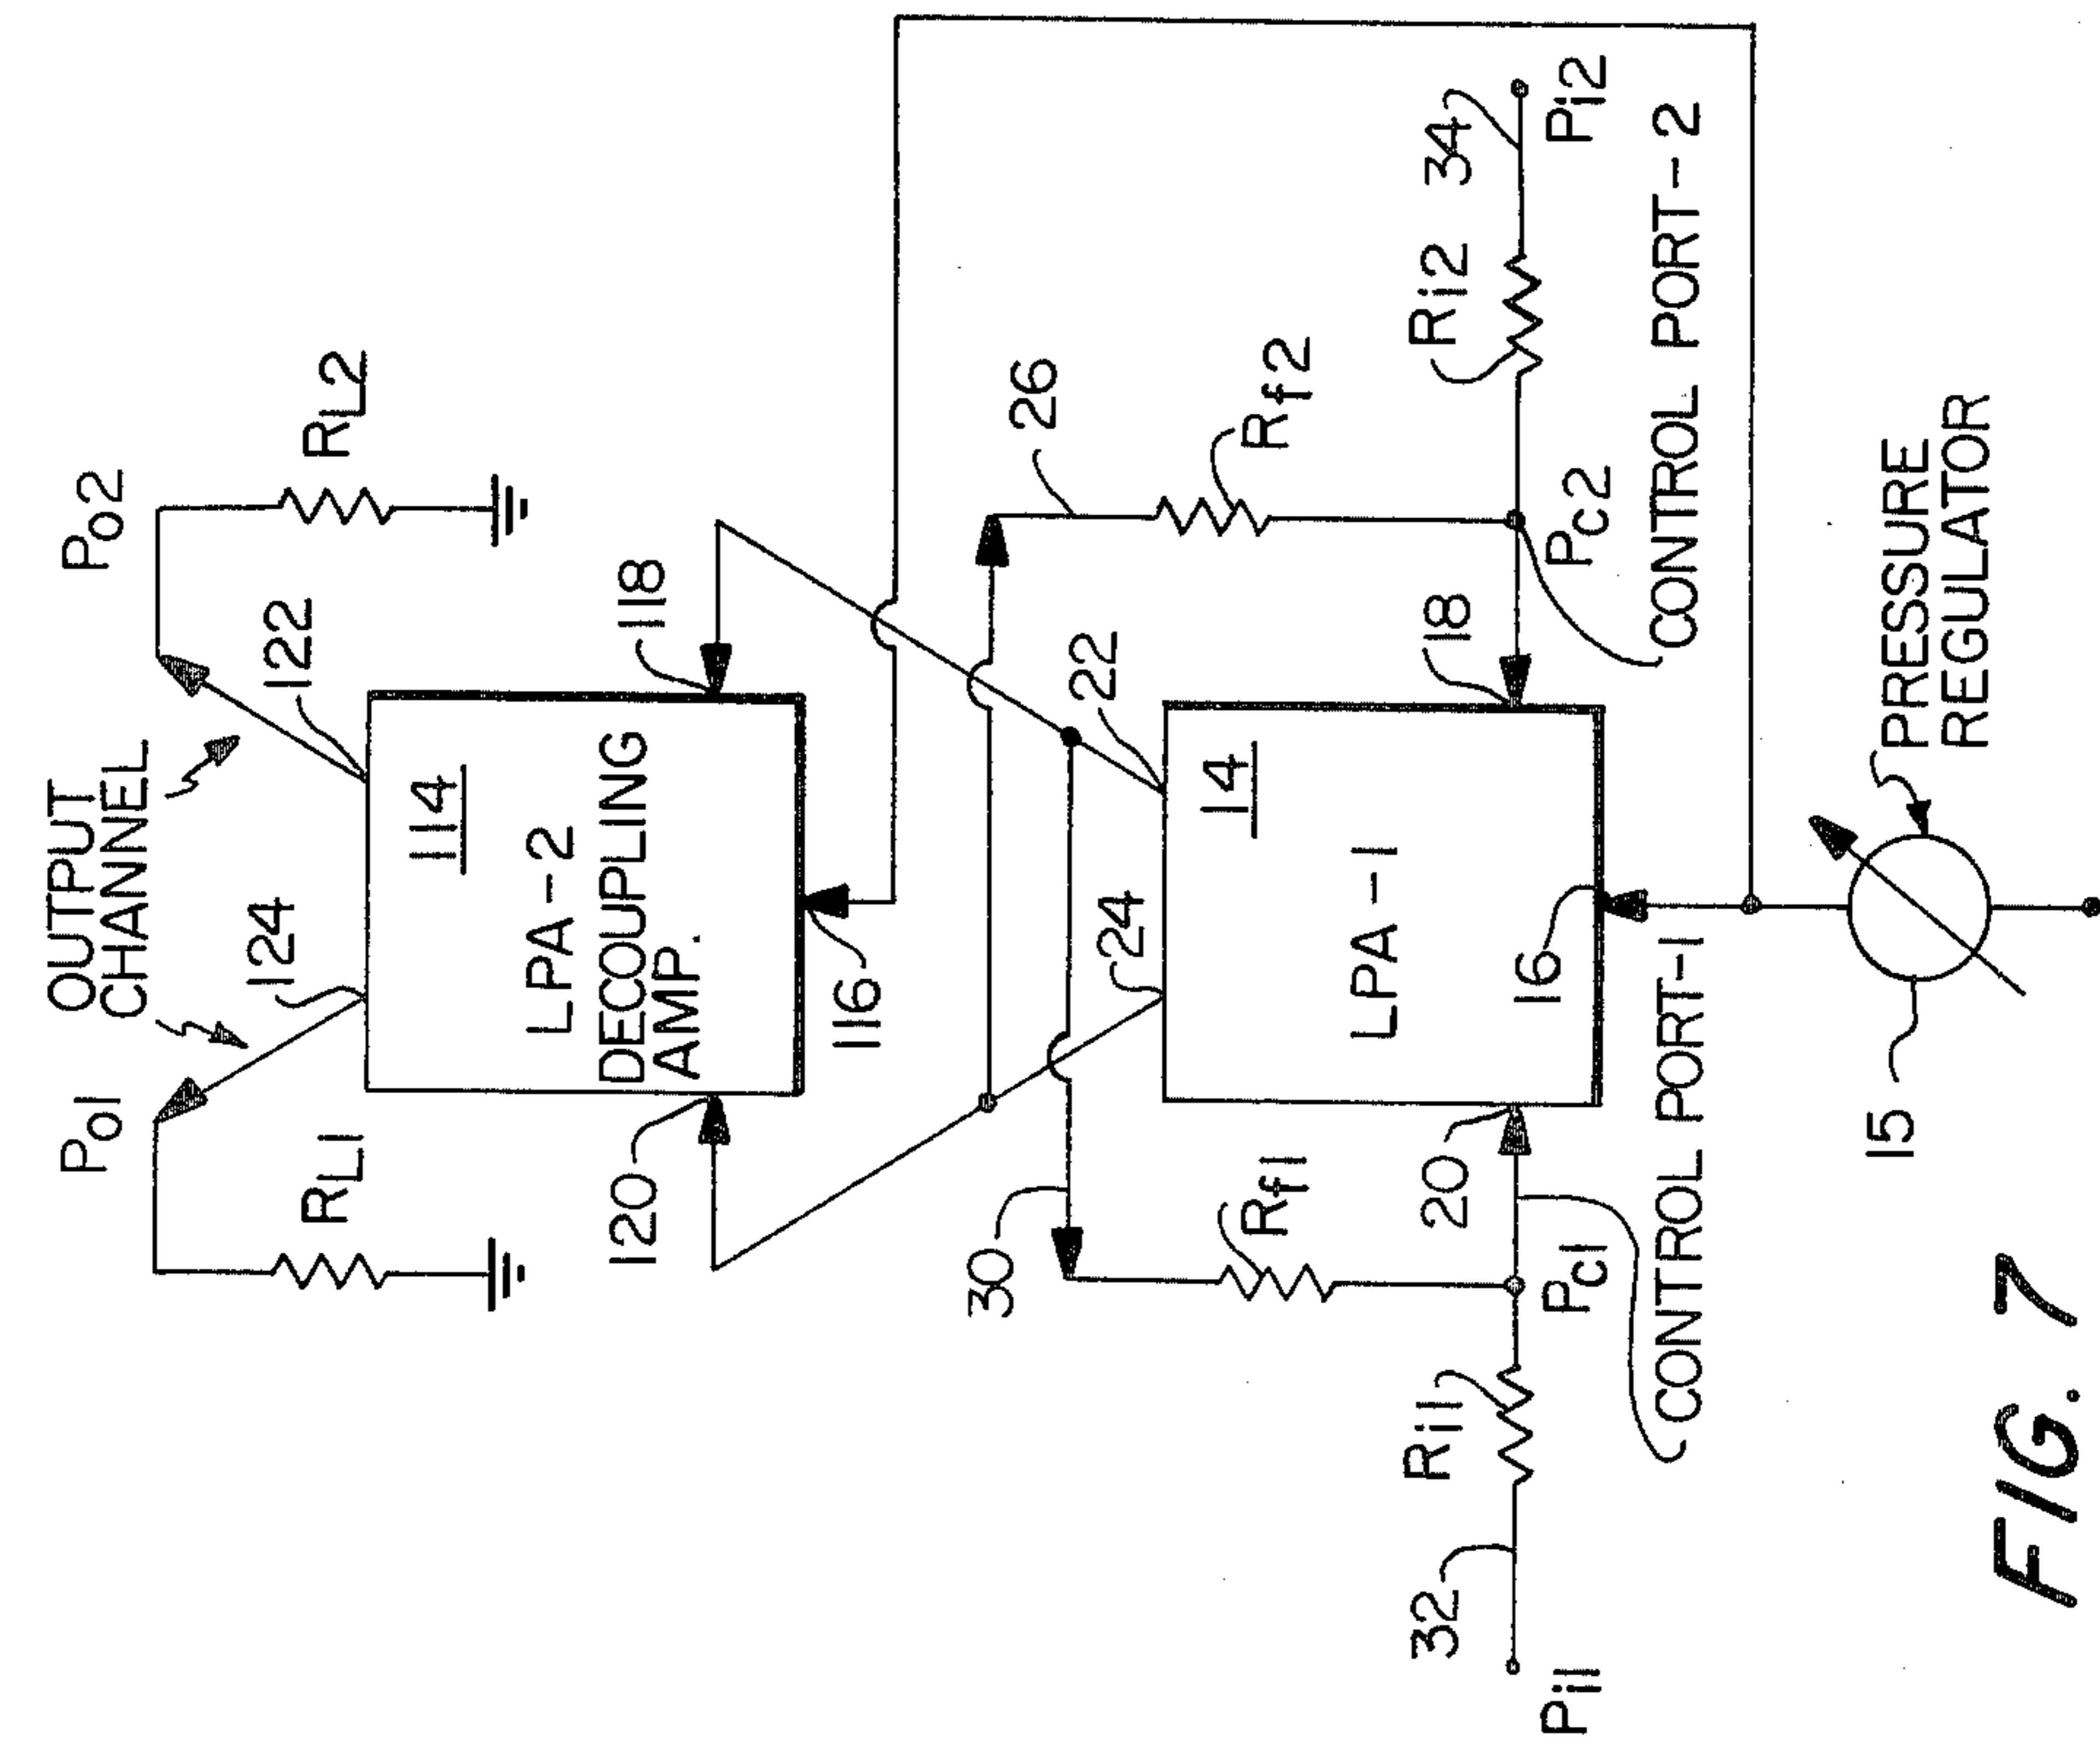 OUTPUT
CHANNEL
Po1
Po2
RL1
RL2
124
122
114
LPA-2
DECOUPLING
AMP.
120
118
116
30
26
Rf1
Rf2
24
22
14
LPA-1
32
Ri1
20
16
18
Ri2
34
Pi1
Pc1
Pc2
Pi2
CONTROL PORT-1
CONTROL PORT-2
15
PRESSURE
REGULATOR
FIG. 7